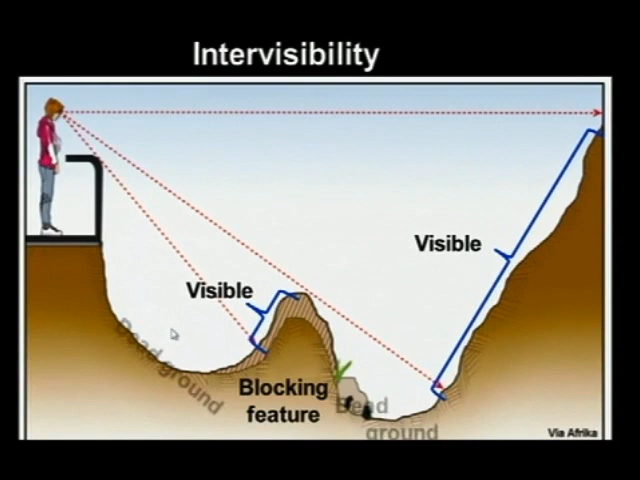 Intervisibility
Visible
Visible
Dead ground
Blocking
feature
Dead
ground
Via Afrika